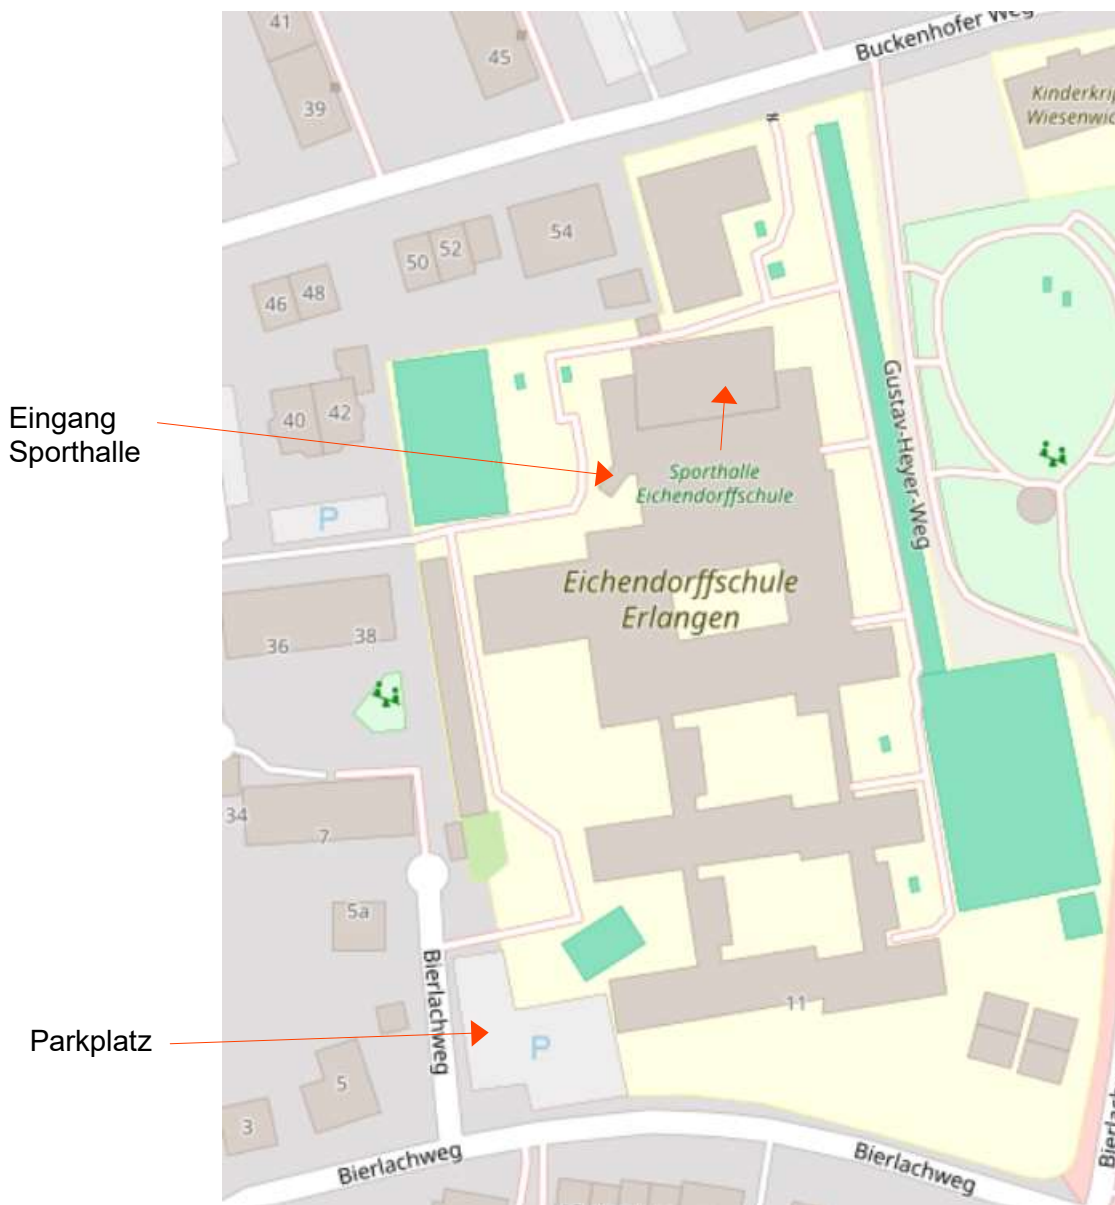 41
45
39
Buckenhofer Weg
Kinderkri
Wiesenwic
54
50
52
46
48
40
42
Gustav-Heyer-Weg
Eingang
Sporthalle
Sporthalle
Eichendorffschule
P
Eichendorffschule
Erlangen
36
38
34
7
5a
Bierlachweg
11
Parkplatz
P
5
3
Bierlachweg
Bierlachweg
Bierlach